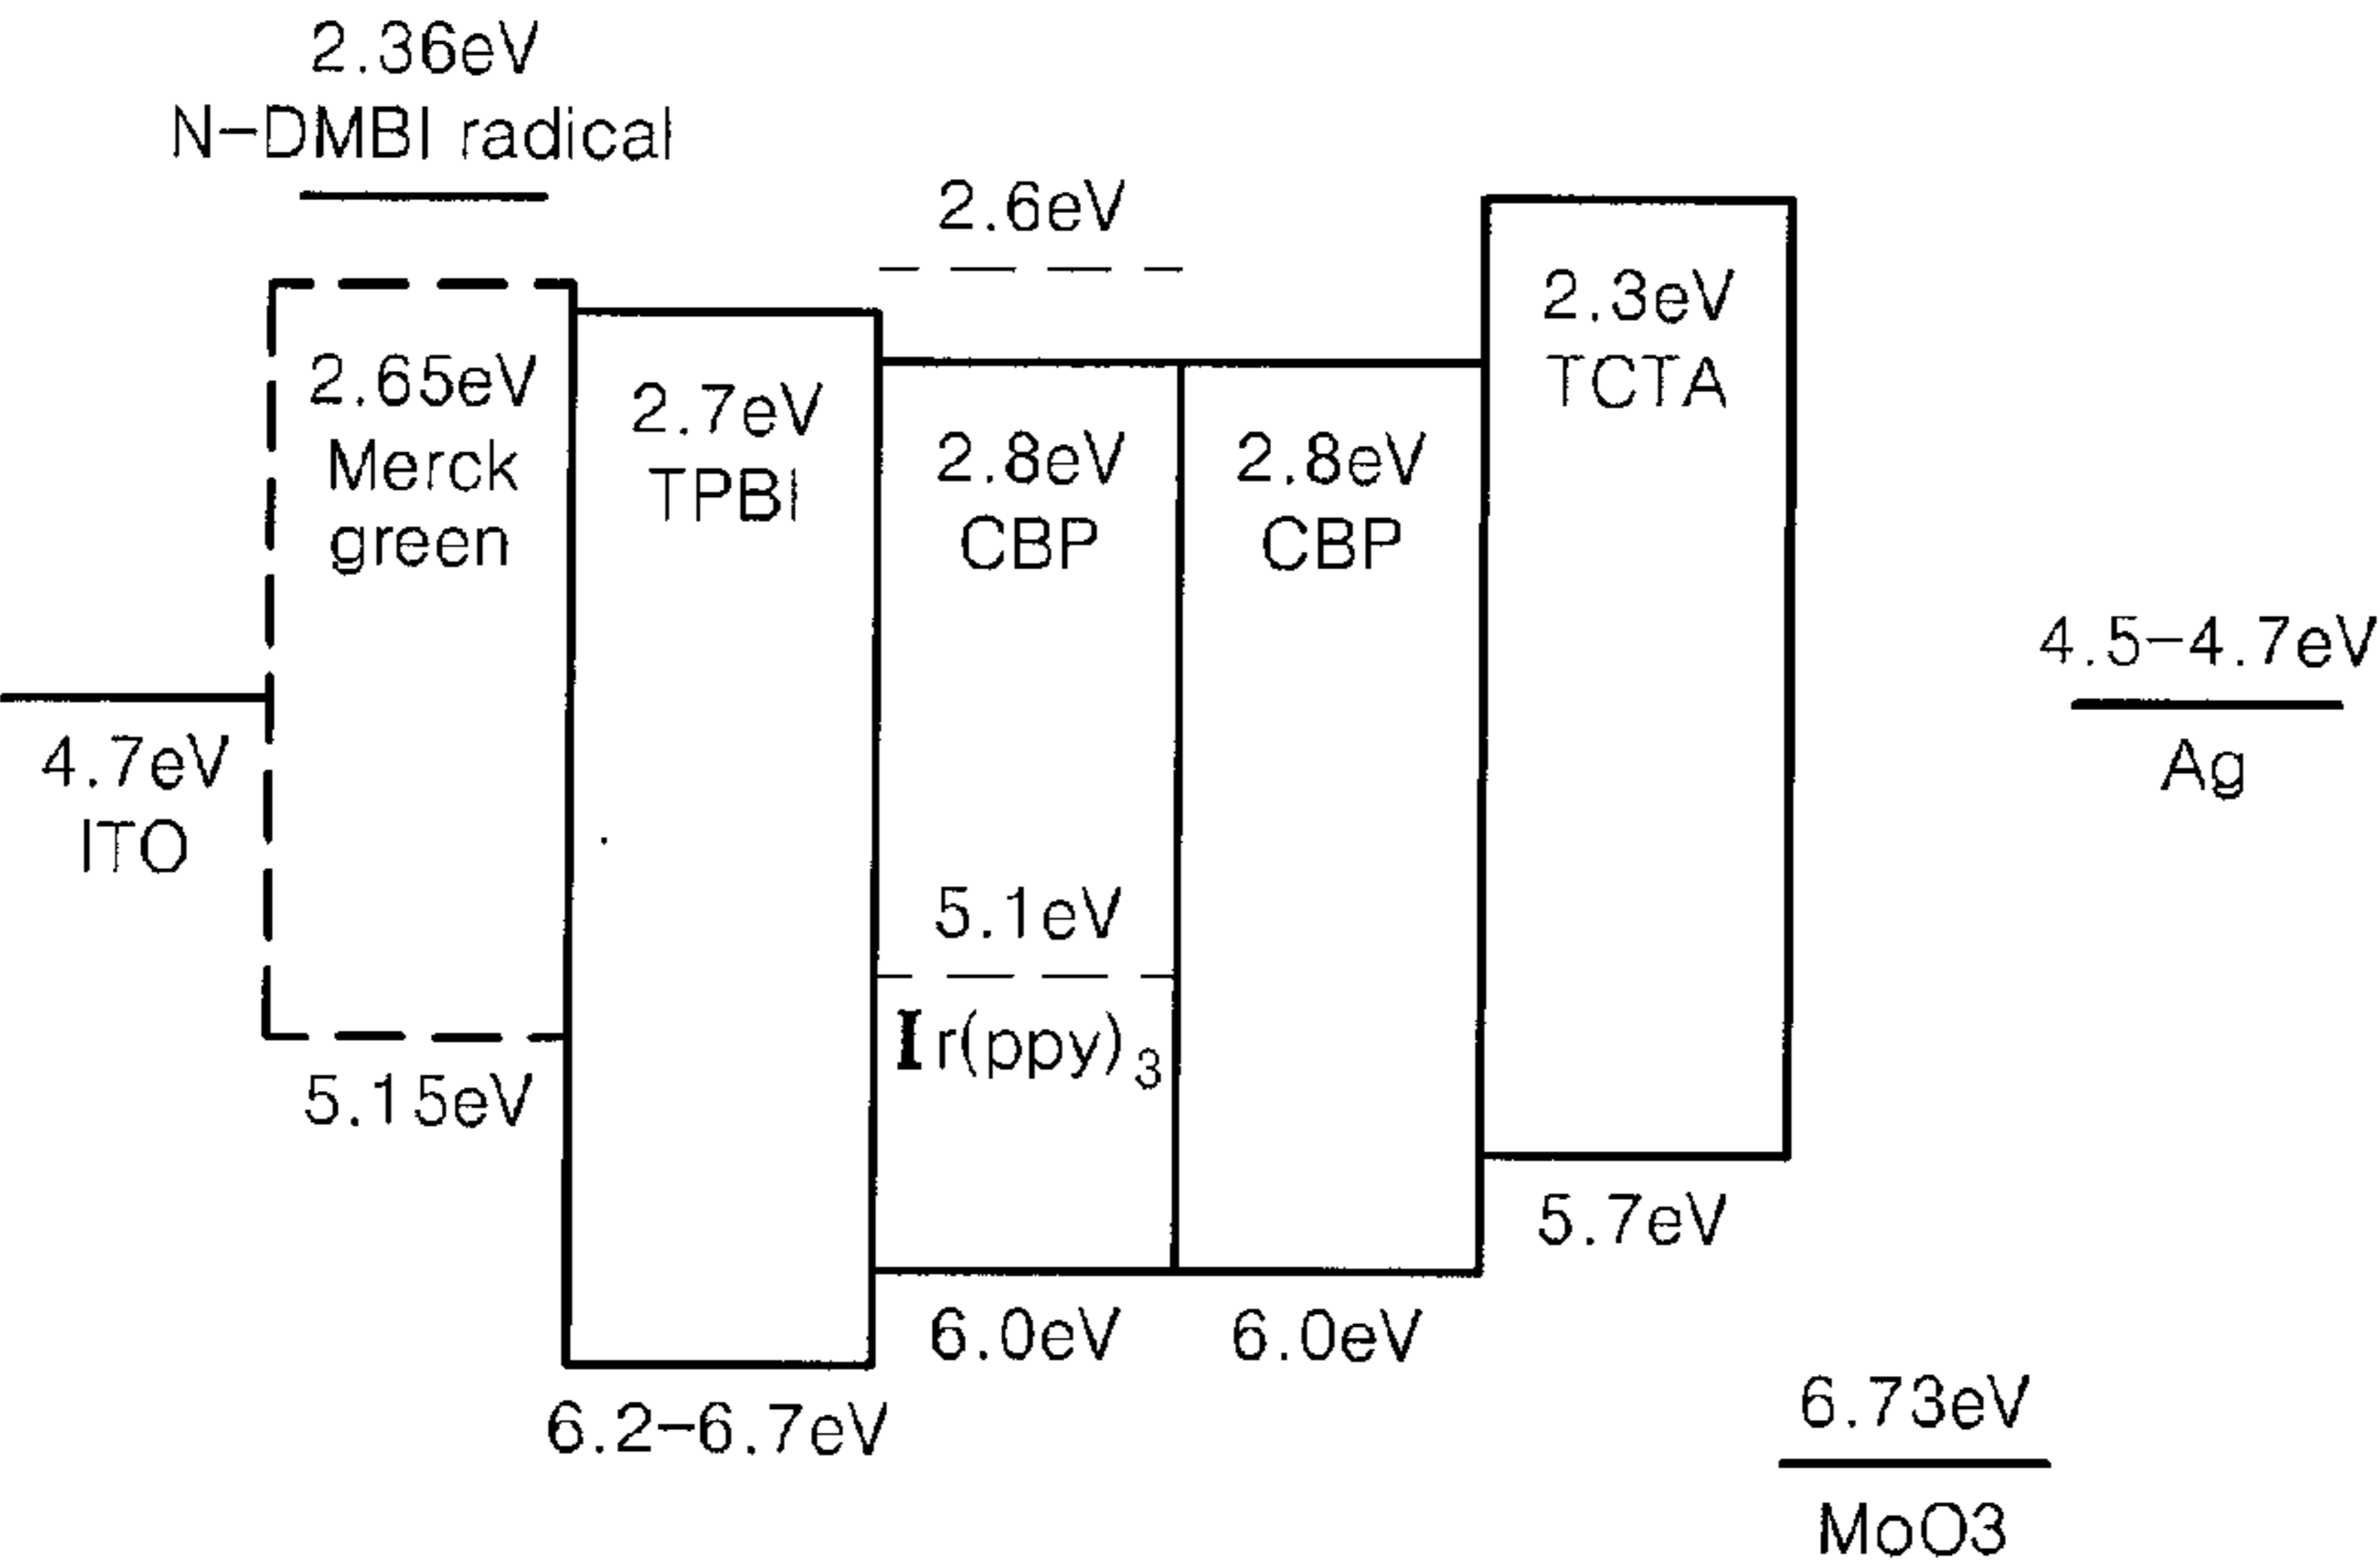 2.36eV
N-DMBI radical
2.6eV
2.3eV
TCTA
2.65eV
Merck
green
2.7eV
TPBI
2.8eV
CBP
2.8eV
CBP
4.5-4.7eV
Ag
4.7eV
ITO
5.1eV
Ir(ppy)3
5.15eV
5.7eV
6.0eV
6.0eV
6.2-6.7eV
6.73eV
MoO3